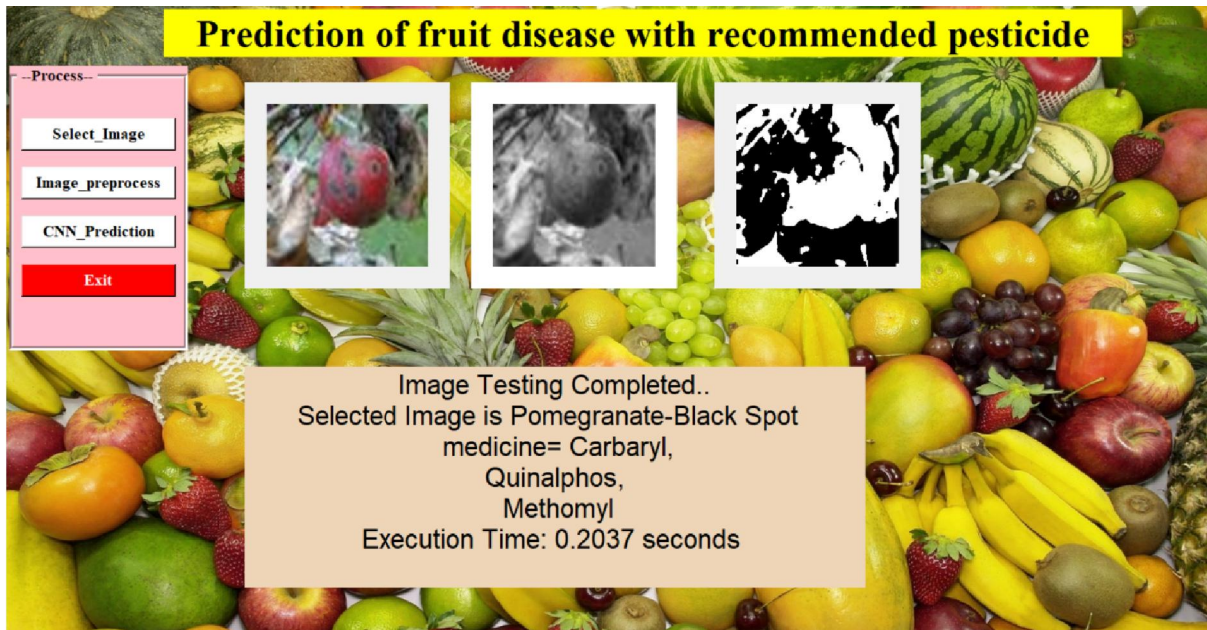 Prediction of fruit disease with recommended pesticide
--Process--
Select_Image
Image_preprocess
CNN_Prediction
Exit
Image Testing Completed..
Selected Image is Pomegranate-Black Spot
medicine= Carbaryl,
Quinalphos,
Methomyl
Execution Time: 0.2037 seconds